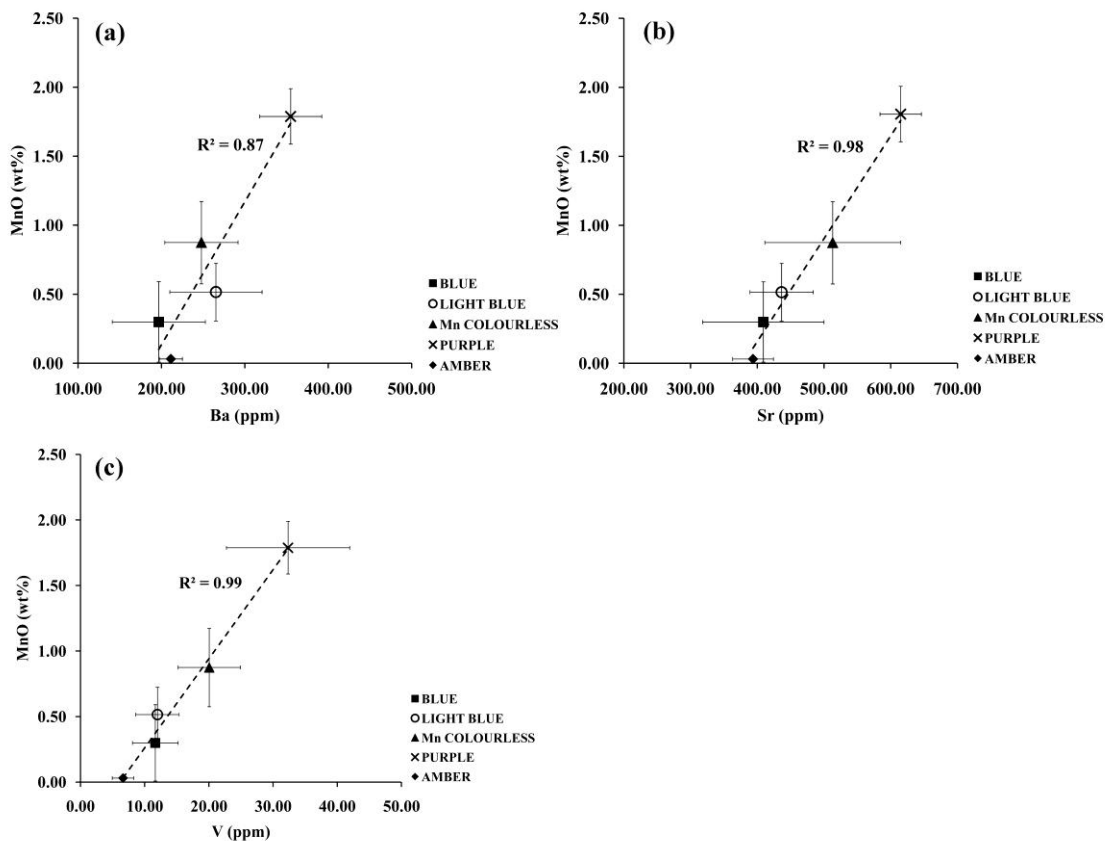 (a)
2.50
2.00
1.50
1.00
0.50
0.00
MnO (wt%)
R² = 0.87
BLUE
LIGHT BLUE
Mn COLOURLESS
PURPLE
AMBER
100.00 200.00 300.00 400.00 500.00
Ba (ppm)
(b)
2.50
2.00
1.50
1.00
0.50
0.00
MnO (wt%)
R² = 0.98
BLUE
LIGHT BLUE
Mn COLOURLESS
PURPLE
AMBER
200.00 300.00 400.00 500.00 600.00 700.00
Sr (ppm)
(c)
2.50
2.00
1.50
1.00
0.50
0.00
MnO (wt%)
R² = 0.99
BLUE
LIGHT BLUE
Mn COLOURLESS
PURPLE
AMBER
0.00 10.00 20.00 30.00 40.00 50.00
V (ppm)